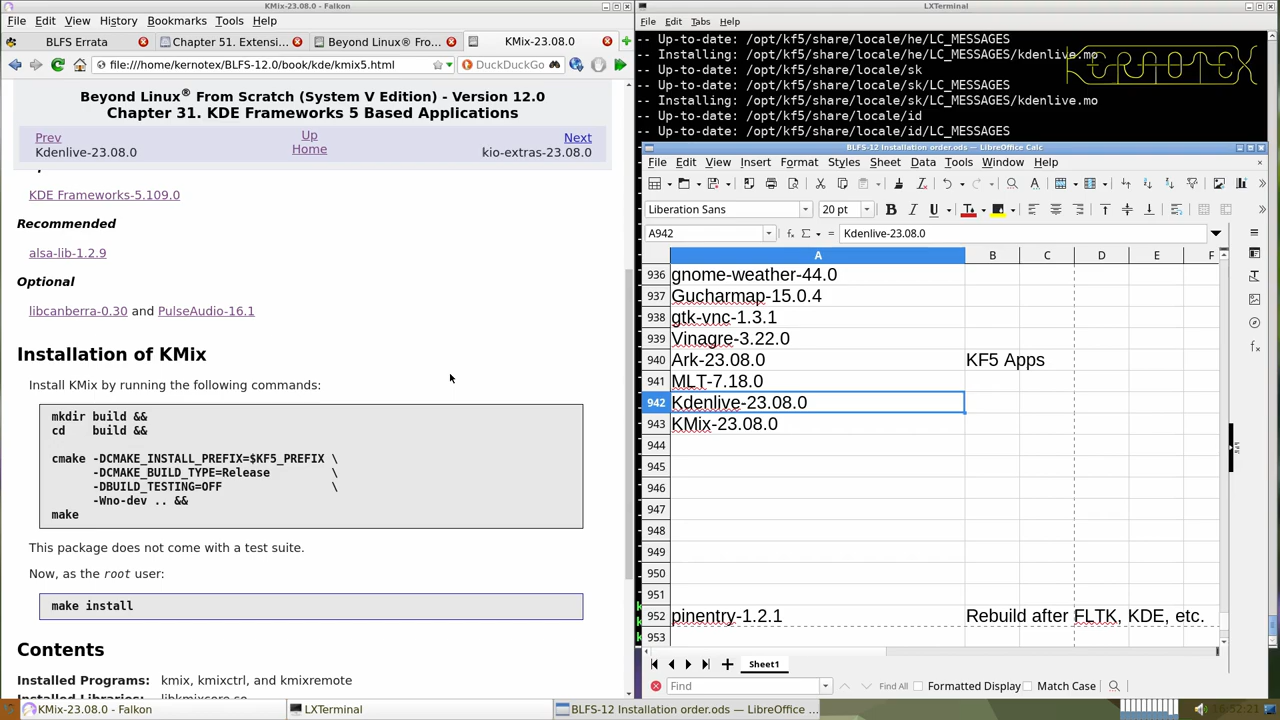 KMix-23.08.0 - Falkon
File Edit View History Bookmarks Tools Help
BLFS Errata
Chapter 51. Extensi...
Beyond Linux® Fro...
KMix-23.08.0
file:///home/kernotex/BLFS-12.0/book/kde/kmix5.html
DuckDuckGo
Beyond Linux® From Scratch (System V Edition) - Version 12.0
Chapter 31. KDE Frameworks 5 Based Applications
Prev Up Next
Kdenlive-23.08.0 Home kio-extras-23.08.0
KDE Frameworks-5.109.0
Recommended
alsa-lib-1.2.9
Optional
libcanberra-0.30 and PulseAudio-16.1
Installation of KMix
Install KMix by running the following commands:
mkdir build &&
cd    build &&
cmake -DCMAKE_INSTALL_PREFIX=$KF5_PREFIX \
-DCMAKE_BUILD_TYPE=Release \
-DBUILD_TESTING=OFF \
-Wno-dev .. &&
make
This package does not come with a test suite.
Now, as the root user:
make install
Contents
Installed Programs: kmix, kmixctrl, and kmixremote
Installed Libraries: libkmixcore.so
LXTerminal
File Edit Tabs Help
-- Up-to-date: /opt/kf5/share/locale/he/LC_MESSAGES
-- Installing: /opt/kf5/share/locale/he/LC_MESSAGES/kdenlive.mo
-- Up-to-date: /opt/kf5/share/locale/sk
-- Up-to-date: /opt/kf5/share/locale/sk/LC_MESSAGES
-- Installing: /opt/kf5/share/locale/sk/LC_MESSAGES/kdenlive.mo
-- Up-to-date: /opt/kf5/share/locale/id
-- Up-to-date: /opt/kf5/share/locale/id/LC_MESSAGES
BLFS-12 Installation order.ods — LibreOffice Calc
File Edit View Insert Format Styles Sheet Data Tools Window Help
Liberation Sans 20 pt
A942 Kdenlive-23.08.0
A B C D E F
936 gnome-weather-44.0
937 Gucharmap-15.0.4
938 gtk-vnc-1.3.1
939 Vinagre-3.22.0
940 Ark-23.08.0 KF5 Apps
941 MLT-7.18.0
942 Kdenlive-23.08.0
943 KMix-23.08.0
944
945
946
947
948
949
950
951
952 pinentry-1.2.1 Rebuild after FLTK, KDE, etc.
953
Sheet1
Find Find All Formatted Display Match Case
KMix-23.08.0 - Falkon LXTerminal BLFS-12 Installation order.ods — LibreOffice ... 16:52:21